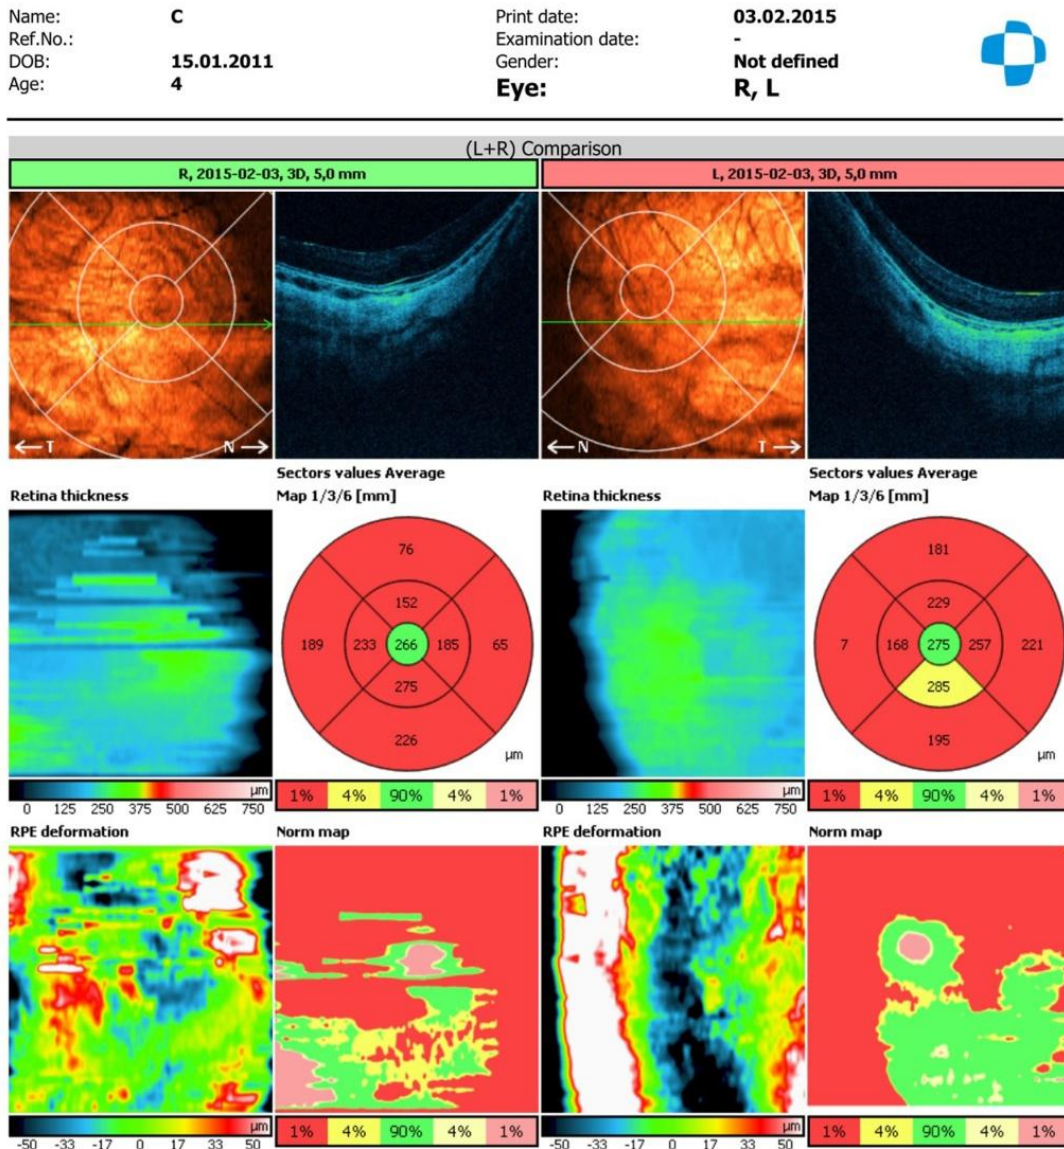 Name: C Print date: 03.02.2015
Ref.No.: Examination date: -
DOB: 15.01.2011 Gender: Not defined
Age: 4 Eye: R, L
(L+R) Comparison
R, 2015-02-03, 3D, 5,0 mm L, 2015-02-03, 3D, 5,0 mm
← T N → ← N T →
Sectors values Average Sectors values Average
Retina thickness Map 1/3/6 [mm] Retina thickness Map 1/3/6 [mm]
76 181
152 229
189 233 266 185 65 7 168 275 257 221
275 285
226 195
µm µm
µm µm
0 125 250 375 500 625 750 1% 4% 90% 4% 1% 0 125 250 375 500 625 750 1% 4% 90% 4% 1%
RPE deformation Norm map RPE deformation Norm map
µm µm
-50 -33 -17 0 17 33 50 1% 4% 90% 4% 1% -50 -33 -17 0 17 33 50 1% 4% 90% 4% 1%